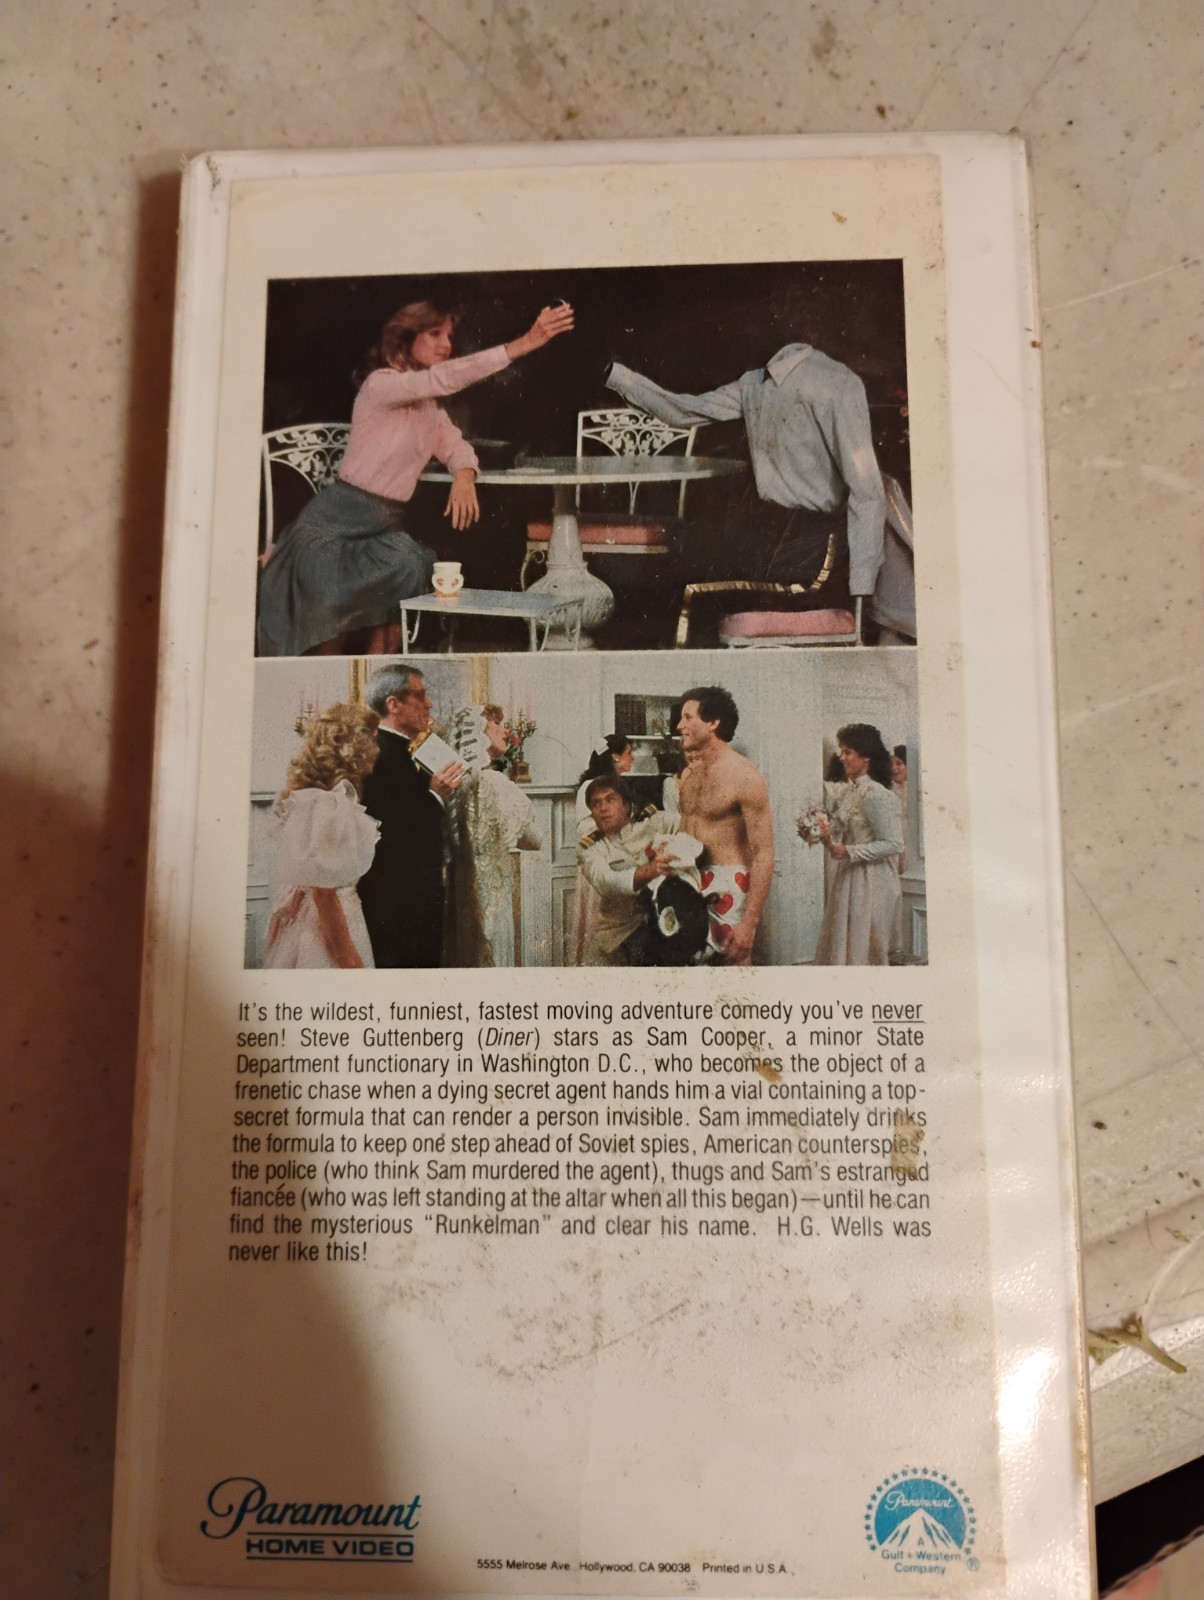 It's the wildest, funniest, fastest moving adventure comedy you've never
seen! Steve Guttenberg (Diner) stars as Sam Cooper, a minor State
Department functionary in Washington D.C., who becomes the object of a
frenetic chase when a dying secret agent hands him a vial containing a top-
secret formula that can render a person invisible. Sam immediately drinks
the formula to keep one step ahead of Soviet spies, American counterspies,
the police (who think Sam murdered the agent), thugs and Sam's estranged
fiancée (who was left standing at the altar when all this began)—until he can
find the mysterious "Runkelman" and clear his name. H.G. Wells was
never like this!
Paramount
HOME VIDEO
5555 Melrose Ave., Hollywood, CA 90038 Printed in U.S.A.
Paramount
A
Gulf + Western
Company
®